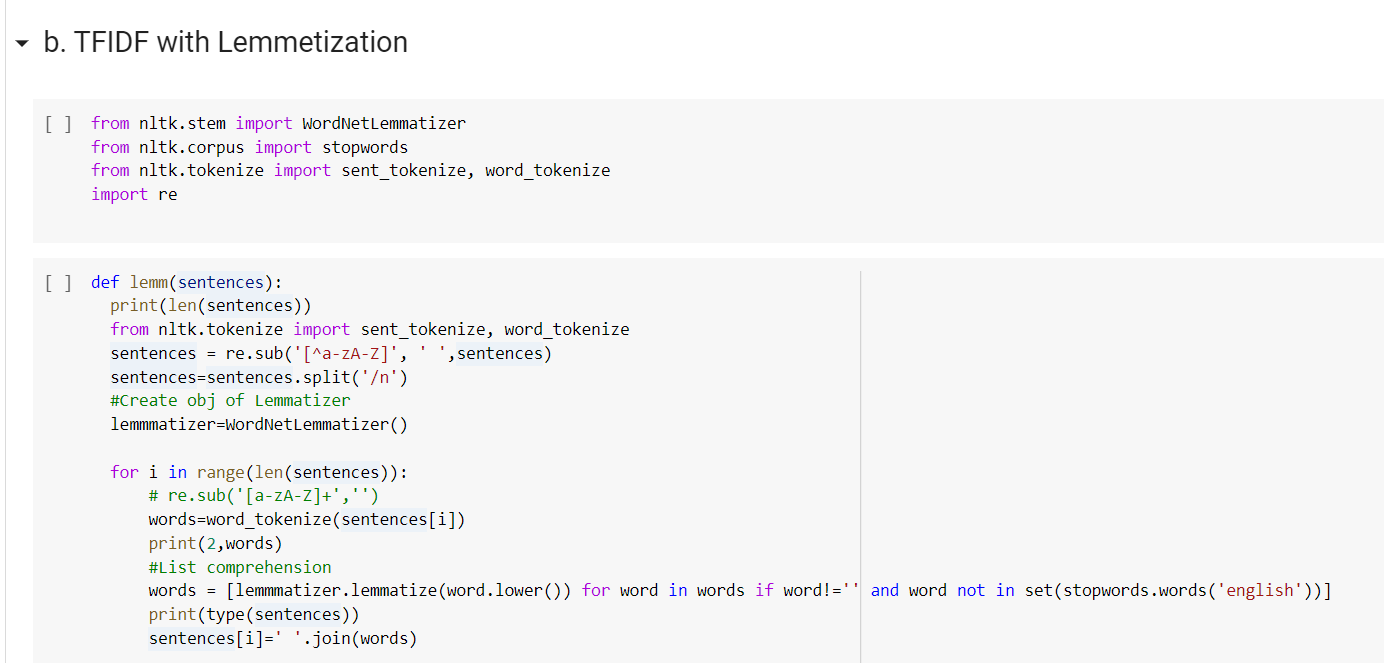 b. TFIDF with Lemmetization
[ ] from nltk.stem import WordNetLemmatizer
from nltk.corpus import stopwords
from nltk.tokenize import sent_tokenize, word_tokenize
import re
[ ] def lemm(sentences):
print(len(sentences))
from nltk.tokenize import sent_tokenize, word_tokenize
sentences = re.sub('[^a-zA-Z]', ' ',sentences)
sentences=sentences.split('/n')
#Create obj of Lemmatizer
lemmmatizer=WordNetLemmatizer()
for i in range(len(sentences)):
# re.sub('[a-zA-Z]+','')
words=word_tokenize(sentences[i])
print(2,words)
#List comprehension
words = [lemmmatizer.lemmatize(word.lower()) for word in words if word!='' and word not in set(stopwords.words('english'))]
print(type(sentences))
sentences[i]=' '.join(words)